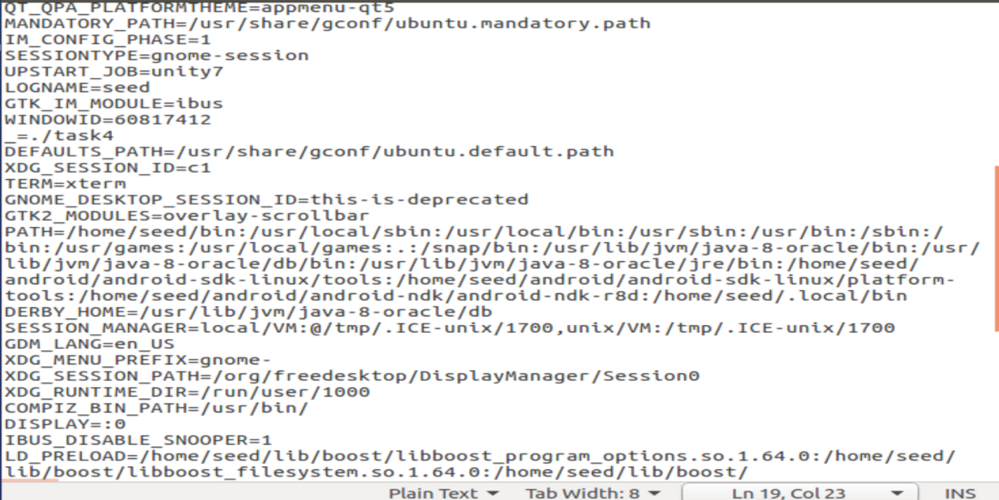 QT_QPA_PLATFORMTHEME=appmenu-qt5
MANDATORY_PATH=/usr/share/gconf/ubuntu.mandatory.path
IM_CONFIG_PHASE=1
SESSIONTYPE=gnome-session
UPSTART_JOB=unity7
LOGNAME=seed
GTK_IM_MODULE=ibus
WINDOWID=60817412
_=./task4
DEFAULTS_PATH=/usr/share/gconf/ubuntu.default.path
XDG_SESSION_ID=c1
TERM=xterm
GNOME_DESKTOP_SESSION_ID=this-is-deprecated
GTK2_MODULES=overlay-scrollbar
PATH=/home/seed/bin:/usr/local/sbin:/usr/local/bin:/usr/sbin:/usr/bin:/sbin:/
bin:/usr/games:/usr/local/games:.:/snap/bin:/usr/lib/jvm/java-8-oracle/bin:/usr/
lib/jvm/java-8-oracle/db/bin:/usr/lib/jvm/java-8-oracle/jre/bin:/home/seed/
android/android-sdk-linux/tools:/home/seed/android/android-sdk-linux/platform-
tools:/home/seed/android/android-ndk/android-ndk-r8d:/home/seed/.local/bin
DERBY_HOME=/usr/lib/jvm/java-8-oracle/db
SESSION_MANAGER=local/VM:@/tmp/.ICE-unix/1700,unix/VM:/tmp/.ICE-unix/1700
GDM_LANG=en_US
XDG_MENU_PREFIX=gnome-
XDG_SESSION_PATH=/org/freedesktop/DisplayManager/Session0
XDG_RUNTIME_DIR=/run/user/1000
COMPIZ_BIN_PATH=/usr/bin/
DISPLAY=:0
IBUS_DISABLE_SNOOPER=1
LD_PRELOAD=/home/seed/lib/boost/libboost_program_options.so.1.64.0:/home/seed/
lib/boost/libboost_filesystem.so.1.64.0:/home/seed/lib/boost/
Plain Text Tab Width: 8 Ln 19, Col 23 INS